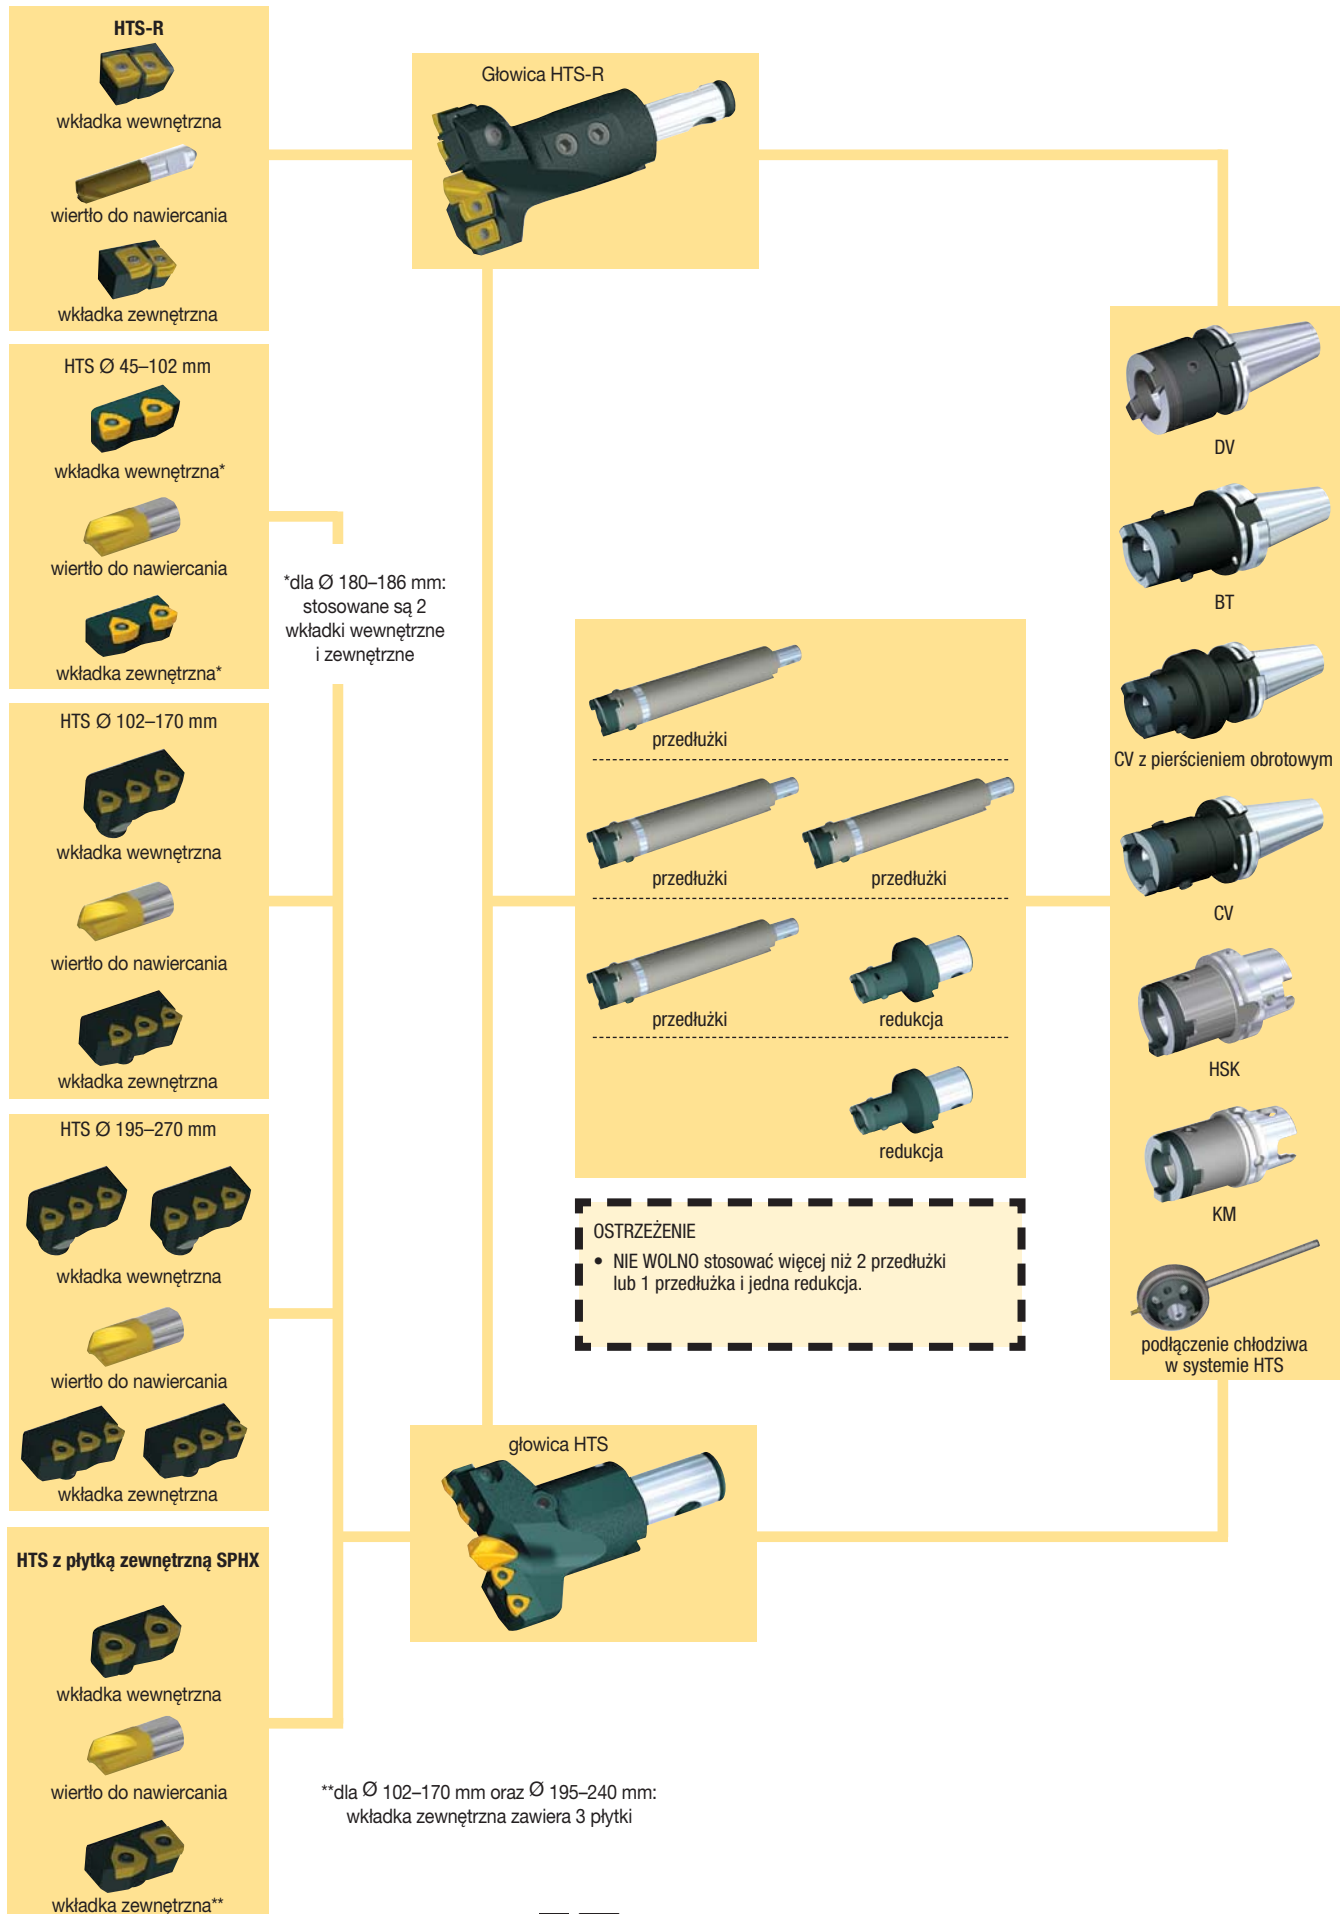 HTS-R
wkładka wewnętrzna
wiertło do nawiercania
wkładka zewnętrzna
HTS Ø 45–102 mm
wkładka wewnętrzna*
wiertło do nawiercania
wkładka zewnętrzna*
HTS Ø 102–170 mm
wkładka wewnętrzna
wiertło do nawiercania
wkładka zewnętrzna
HTS Ø 195–270 mm
wkładka wewnętrzna
wiertło do nawiercania
wkładka zewnętrzna
HTS z płytką zewnętrzną SPHX
wkładka wewnętrzna
wiertło do nawiercania
wkładka zewnętrzna**
*dla Ø 180–186 mm:
stosowane są 2
wkładki wewnętrzne
i zewnętrzne
Głowica HTS-R
przedłużki
przedłużki
przedłużki
przedłużki
redukcja
redukcja
OSTRZEŻENIE
• NIE WOLNO stosować więcej niż 2 przedłużki
lub 1 przedłużka i jedna redukcja.
głowica HTS
**dla Ø 102–170 mm oraz Ø 195–240 mm:
wkładka zewnętrzna zawiera 3 płytki
DV
BT
CV z pierścieniem obrotowym
CV
HSK
KM
podłączenie chłodziwa
w systemie HTS